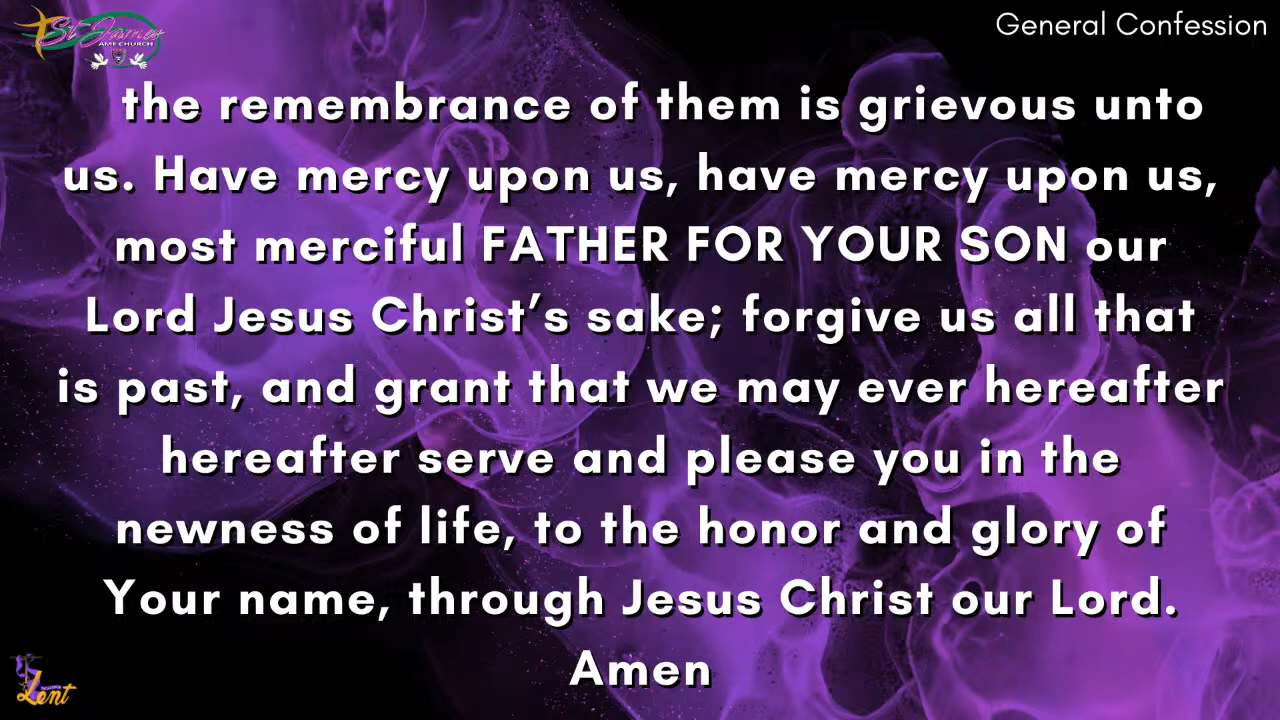 St James
AME CHURCH
General Confession
the remembrance of them is grievous unto
us. Have mercy upon us, have mercy upon us,
most merciful FATHER FOR YOUR SON our
Lord Jesus Christ’s sake; forgive us all that
is past, and grant that we may ever hereafter
hereafter serve and please you in the
newness of life, to the honor and glory of
Your name, through Jesus Christ our Lord.
Amen
Lent